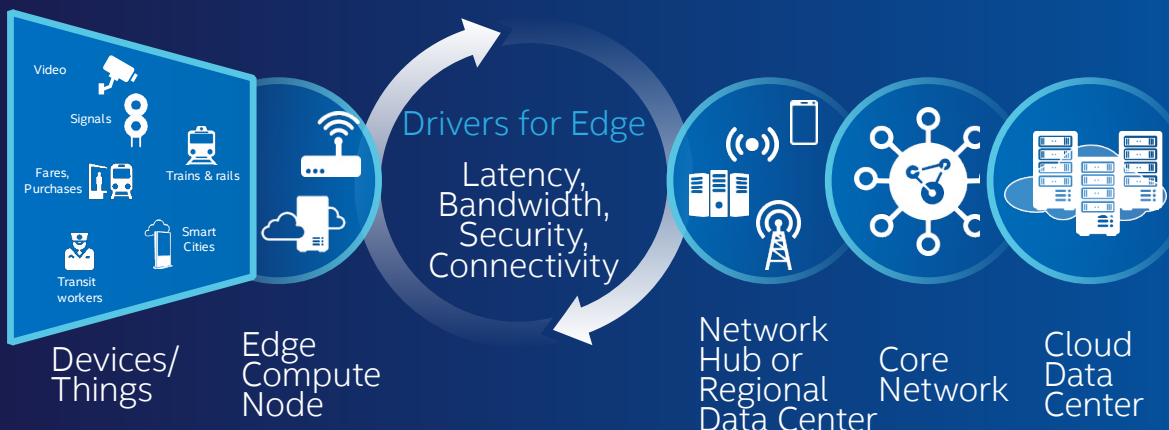 Video
Signals
Fares,
Purchases
Trains & rails
Smart
Cities
Transit
workers
Drivers for Edge
Latency,
Bandwidth,
Security,
Connectivity
Devices/
Things
Edge
Compute
Node
Network
Hub or
Regional
Data Center
Core
Network
Cloud
Data
Center